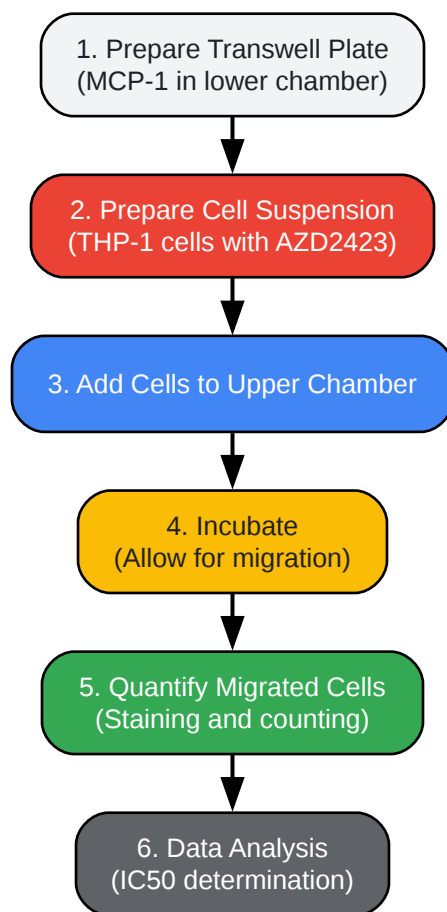 1. Prepare Transwell Plate
(MCP-1 in lower chamber)
2. Prepare Cell Suspension
(THP-1 cells with AZD2423)
3. Add Cells to Upper Chamber
4. Incubate
(Allow for migration)
5. Quantify Migrated Cells
(Staining and counting)
6. Data Analysis
(IC50 determination)